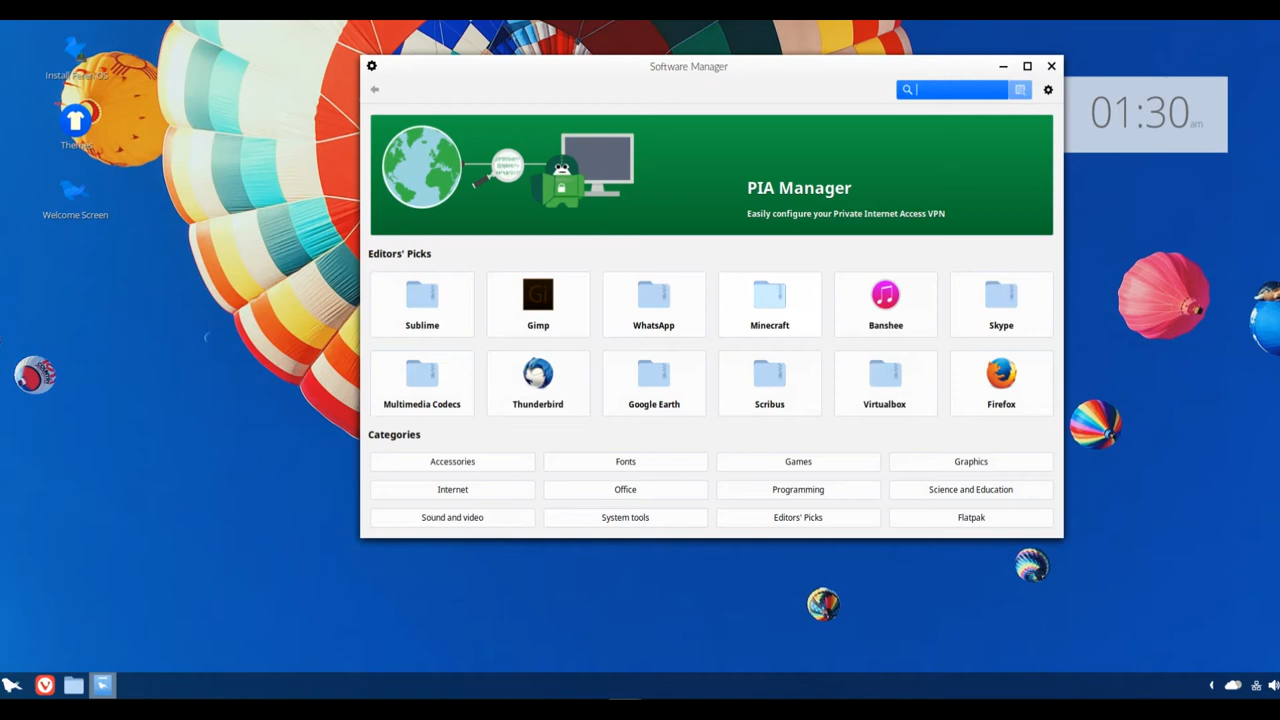 Install Feren OS
Themes
Welcome Screen
Software Manager
01:30 am
PIA Manager
Easily configure your Private Internet Access VPN
Editors' Picks
Sublime
Gimp
WhatsApp
Minecraft
Banshee
Skype
Multimedia Codecs
Thunderbird
Google Earth
Scribus
Virtualbox
Firefox
Categories
Accessories
Fonts
Games
Graphics
Internet
Office
Programming
Science and Education
Sound and video
System tools
Editors' Picks
Flatpak